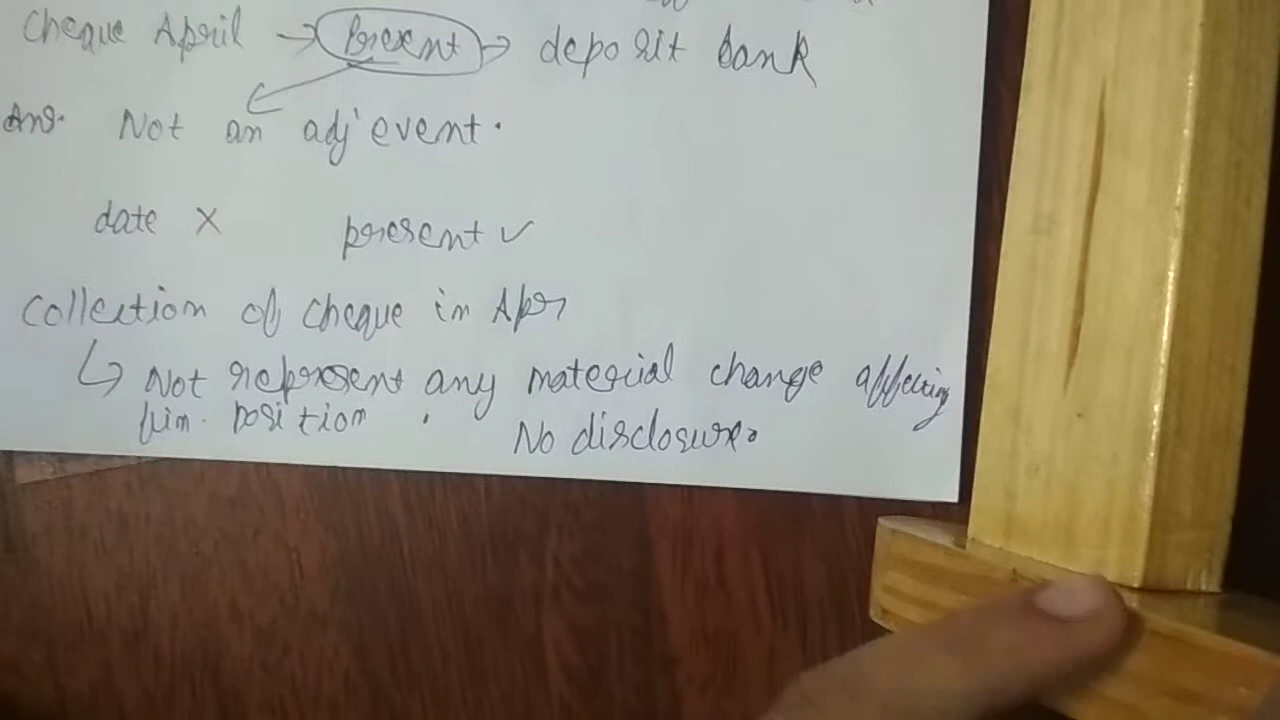 Cheque April → Present → deposit bank
Ans. Not an adj event.
date X present ✓
Collection of cheque in Apr
↳ Not represent any material change affecting
fin. position. No disclosure.